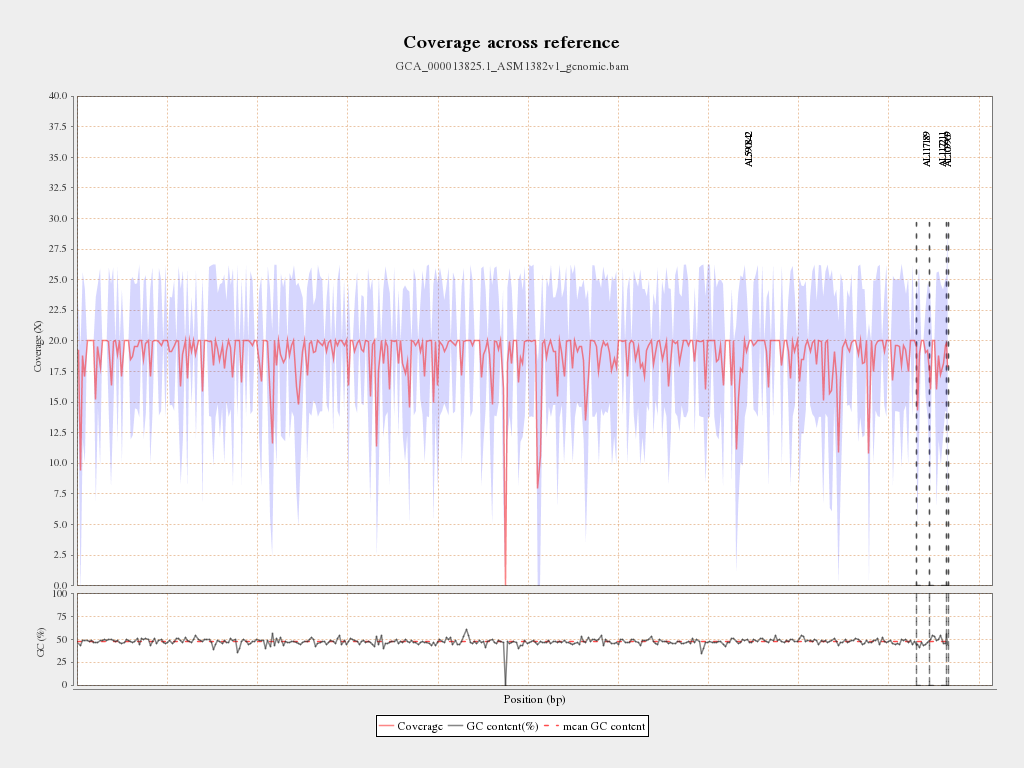 Coverage across reference
GCA_000013825.1_ASM1382v1_genomic.bam
40.0
37.5
35.0
32.5
30.0
27.5
25.0
22.5
20.0
17.5
15.0
12.5
10.0
7.5
5.0
2.5
0.0
Coverage (X)
AL590842
AL117189
AL117211
AL109969
100
75
50
25
0
GC (%)
Position (bp)
Coverage GC content(%) mean GC content